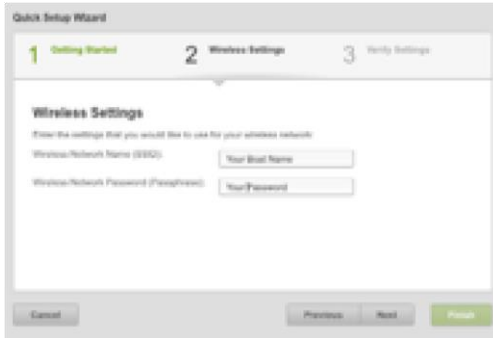 Quick Setup Wizard
1 Getting Started
2 Wireless Settings
3 Verify Settings
Wireless Settings
Enter the settings that you would like to use for your wireless network:
Wireless Network Name (SSID):
Your Boat Name
Wireless Network Password (Passphrase):
YourPassword
Cancel
Previous
Next
Finish